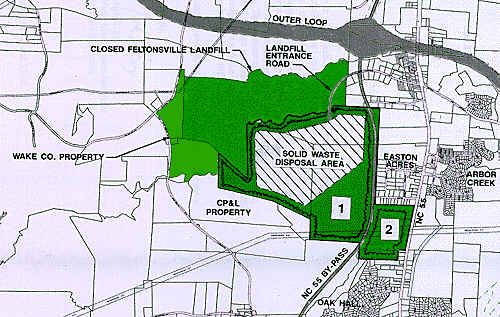 OUTER LOOP
CLOSED FELTONSVILLE LANDFILL
LANDFILL
ENTRANCE
ROAD
WAKE CO. PROPERTY
SOLID WASTE
DISPOSAL AREA
EASTON
ACRES
ARBOR
CREEK
CP&L
PROPERTY
1
2
NC 55
NC 55 BY-PASS
OAK HALL